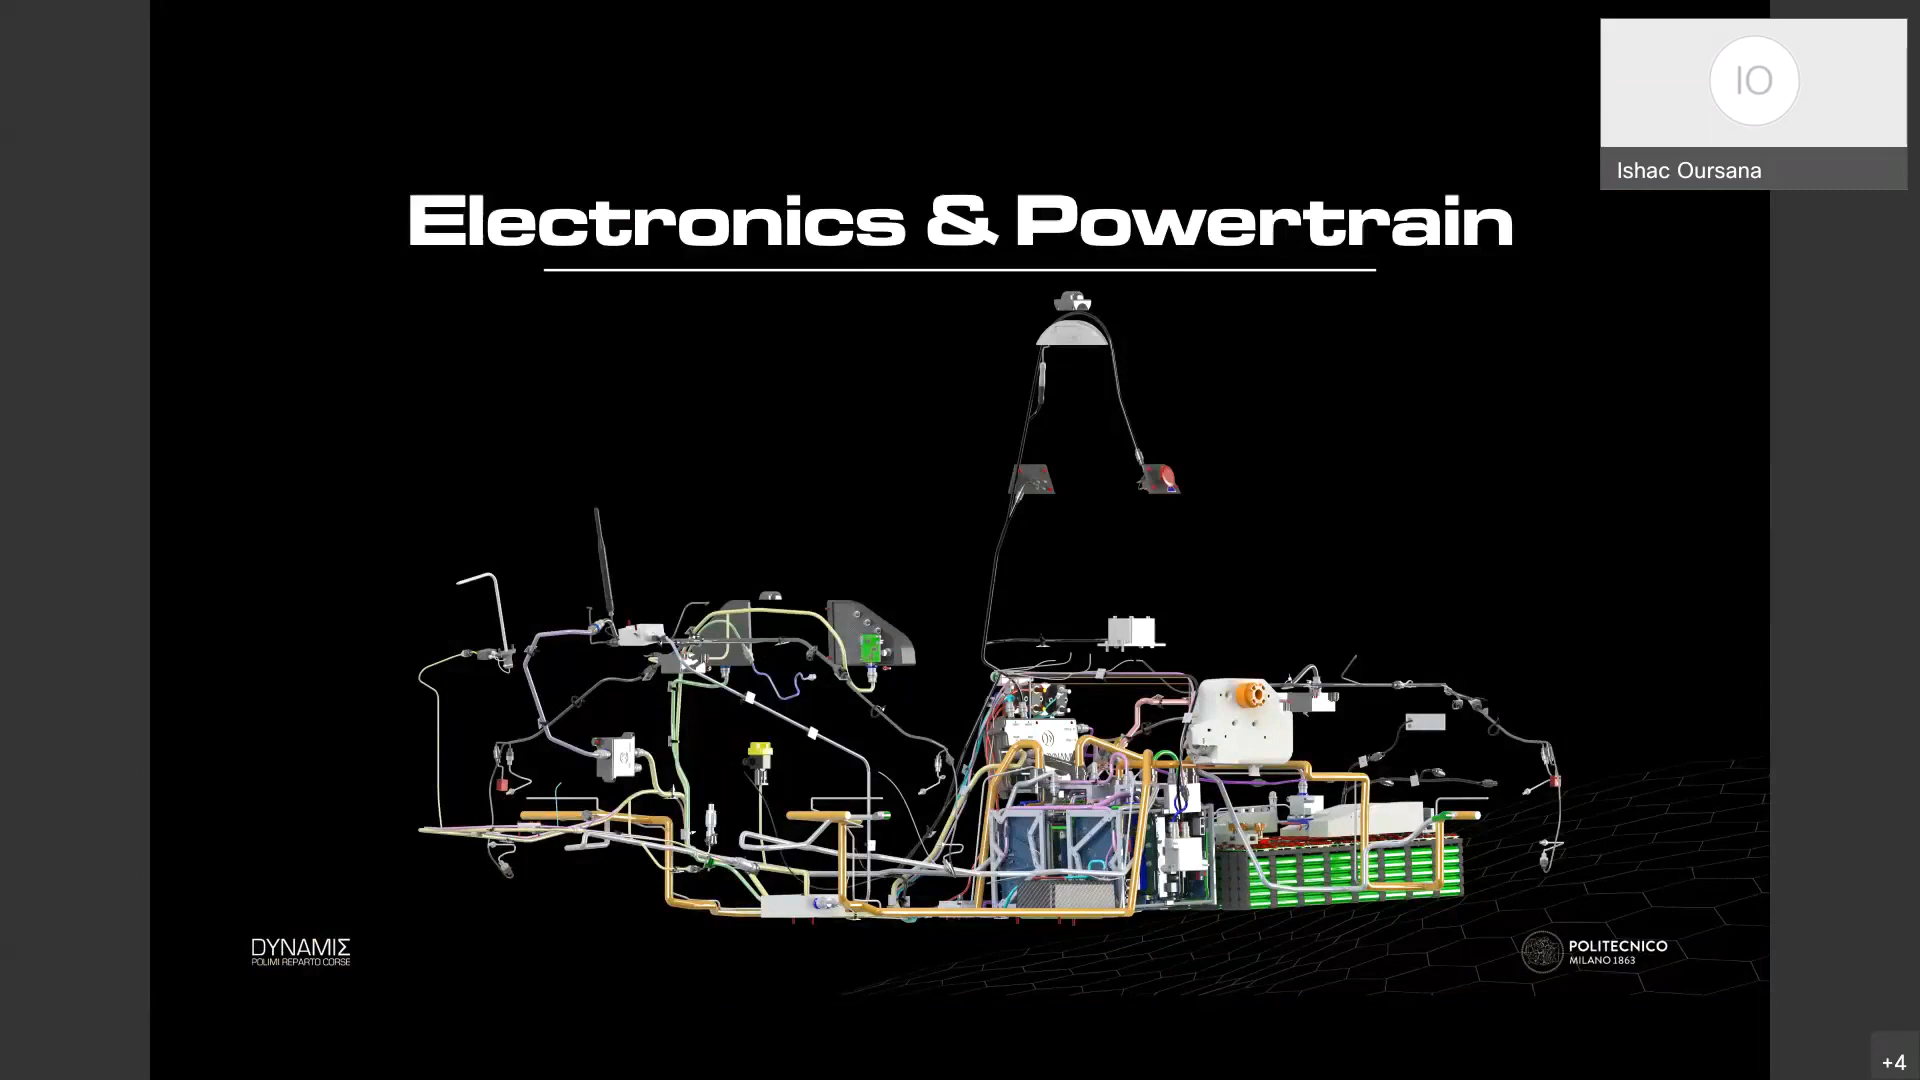 IO
Ishac Oursana
Electronics & Powertrain
DYNAMIΣ
POLIMI REPARTO CORSE
POLITECNICO
MILANO 1863
+4